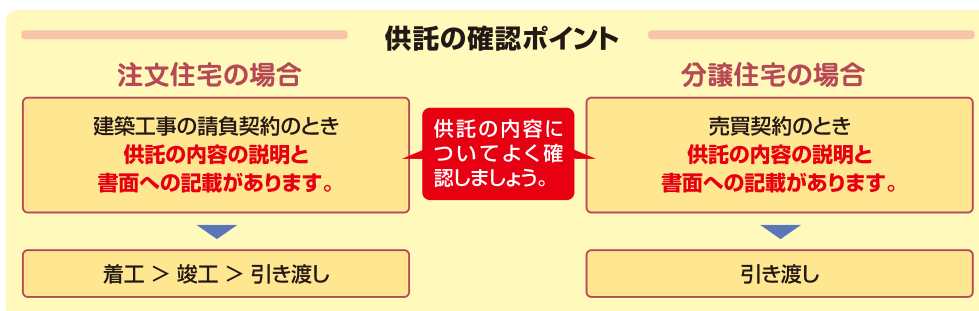 供託の確認ポイント
注文住宅の場合
建築工事の請負契約のとき
供託の内容の説明と
書面への記載があります。
着工 > 竣工 > 引き渡し
供託の内容に
ついてよく確
認しましょう。
分譲住宅の場合
売買契約のとき
供託の内容の説明と
書面への記載があります。
引き渡し